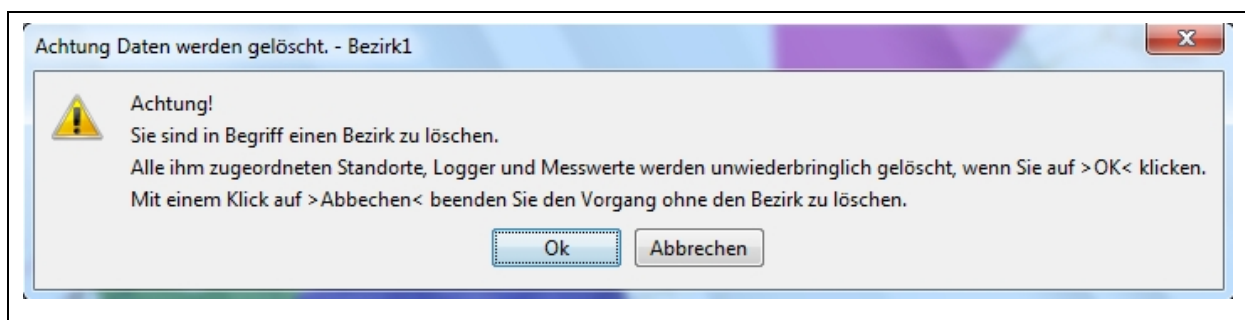 Achtung Daten werden gelöscht. - Bezirk1
Achtung!
Sie sind in Begriff einen Bezirk zu löschen.
Alle ihm zugeordneten Standorte, Logger und Messwerte werden unwiederbringlich gelöscht, wenn Sie auf >OK< klicken.
Mit einem Klick auf >Abbechen< beenden Sie den Vorgang ohne den Bezirk zu löschen.
Ok Abbrechen